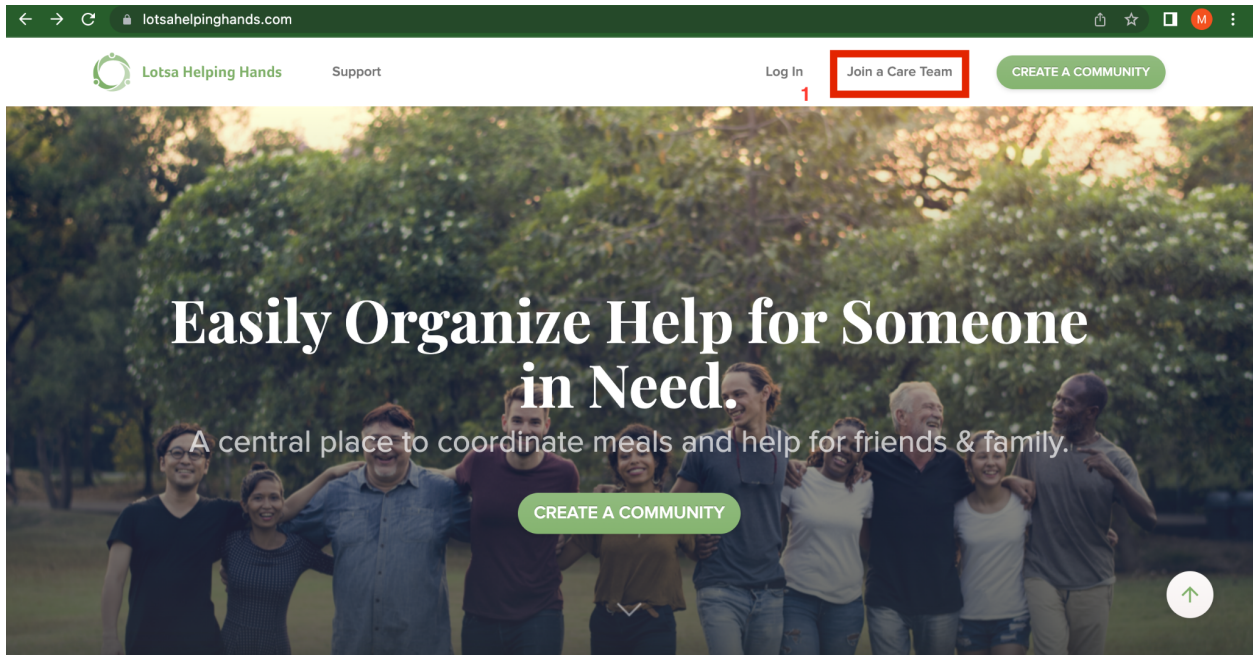 lotsahelpinghands.com
M
Lotsa Helping Hands
Support
Log In
Join a Care Team
CREATE A COMMUNITY
1
Easily Organize Help for Someone
in Need.
A central place to coordinate meals and help for friends & family.
CREATE A COMMUNITY